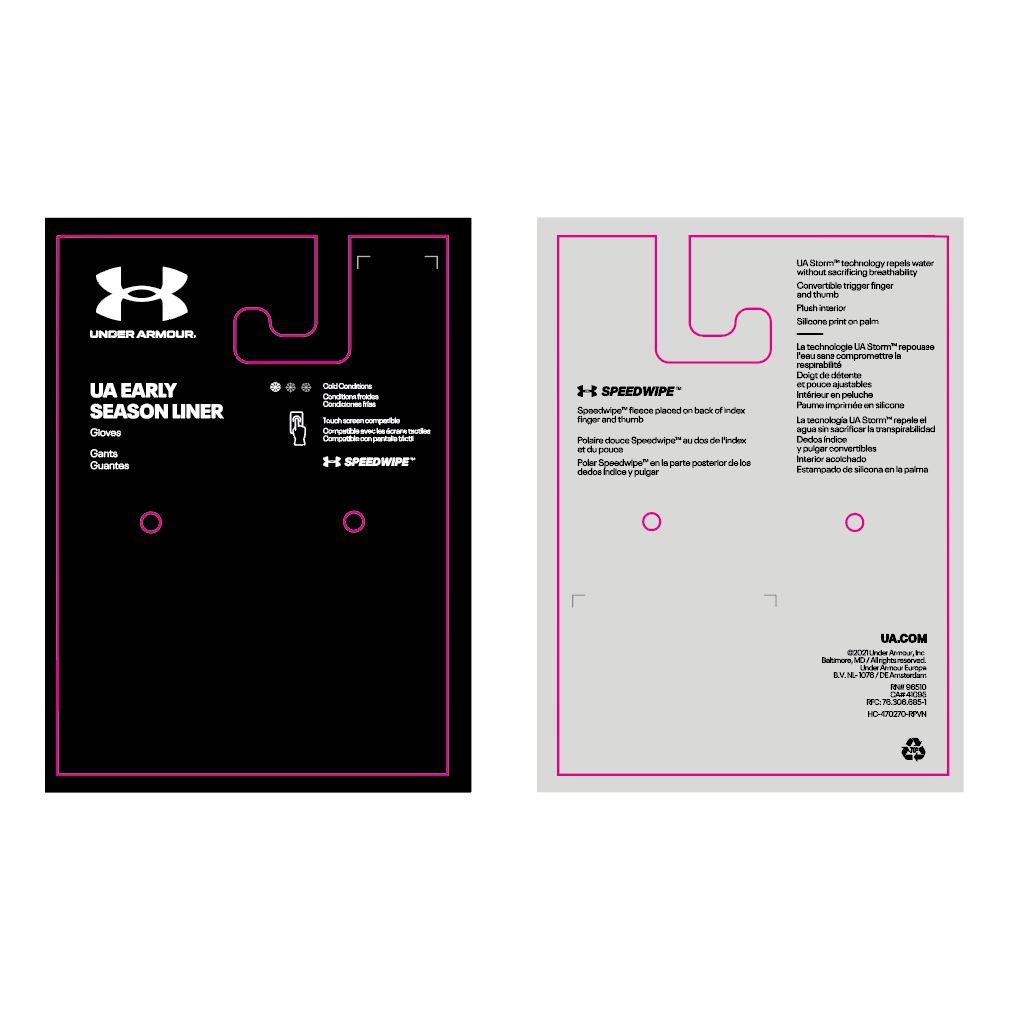 UNDER ARMOUR.
UA EARLY
SEASON LINER
Gloves
Gants
Guantes
Cold Conditions
Conditions froides
Condiciones frías
Touch screen compatible
Compatible avec les écrans tactiles
Compatible con pantalla táctil
SPEEDWIPE™
SPEEDWIPE™
Speedwipe™ fleece placed on back of index
finger and thumb
Polaire douce Speedwipe™ au dos de l'index
et du pouce
Polar Speedwipe™ en la parte posterior de los
dedos índice y pulgar
UA Storm™ technology repels water
without sacrificing breathability
Convertible trigger finger
and thumb
Plush interior
Silicone print on palm
La technologie UA Storm™ repousse
l'eau sans compromettre la
respirabilité
Doigt de détente
et pouce ajustables
Intérieur en peluche
Paume imprimée en silicone
La tecnología UA Storm™ repele el
agua sin sacrificar la transpirabilidad
Dedos índice
y pulgar convertibles
Interior acolchado
Estampado de silicona en la palma
UA.COM
©2021 Under Armour, Inc.
Baltimore, MD / All rights reserved.
Under Armour Europe
B.V. NL- 1076 / DE Amsterdam
RN# 96510
CA# 41095
RFC: 76.306.685-1
HC-470270-RPVN